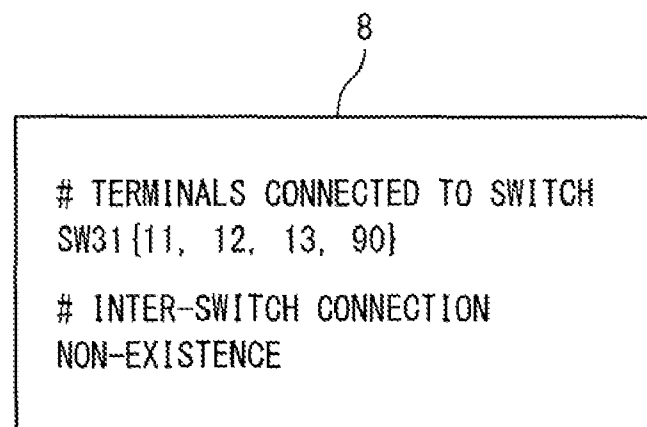 8
# TERMINALS CONNECTED TO SWITCH
SW31{11, 12, 13, 90}
# INTER-SWITCH CONNECTION
NON-EXISTENCE